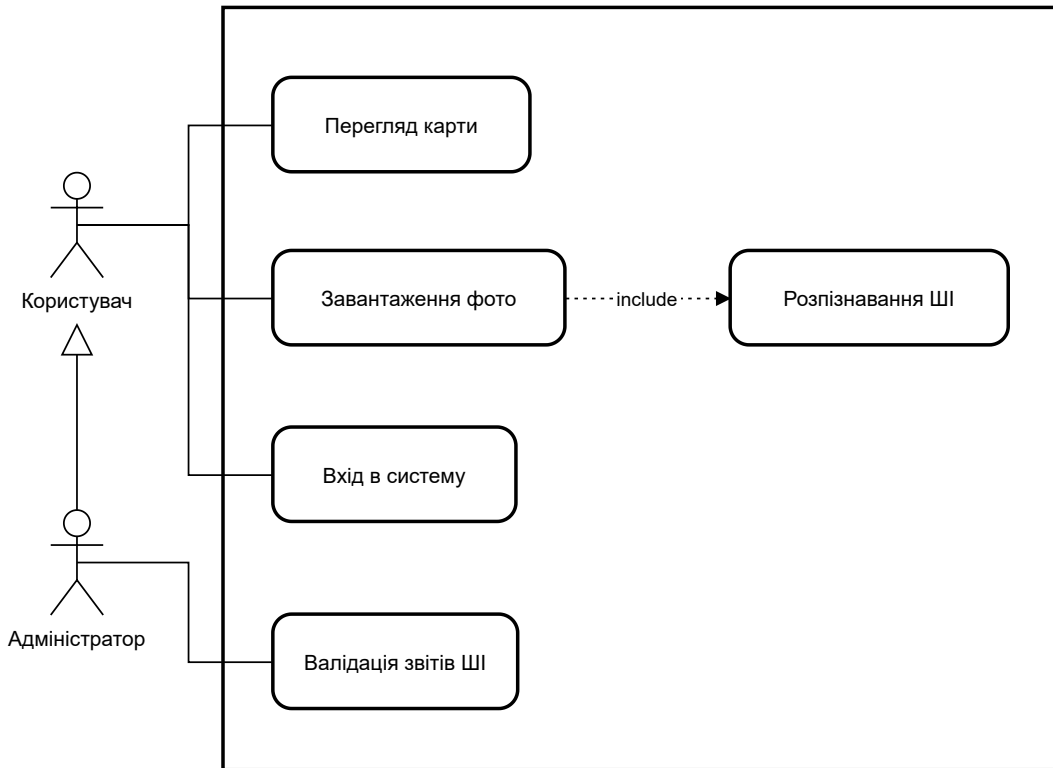 Перегляд карти
Користувач
Завантаження фото
include
Розпізнавання ШІ
Вхід в систему
Адміністратор
Валідація звітів ШІ